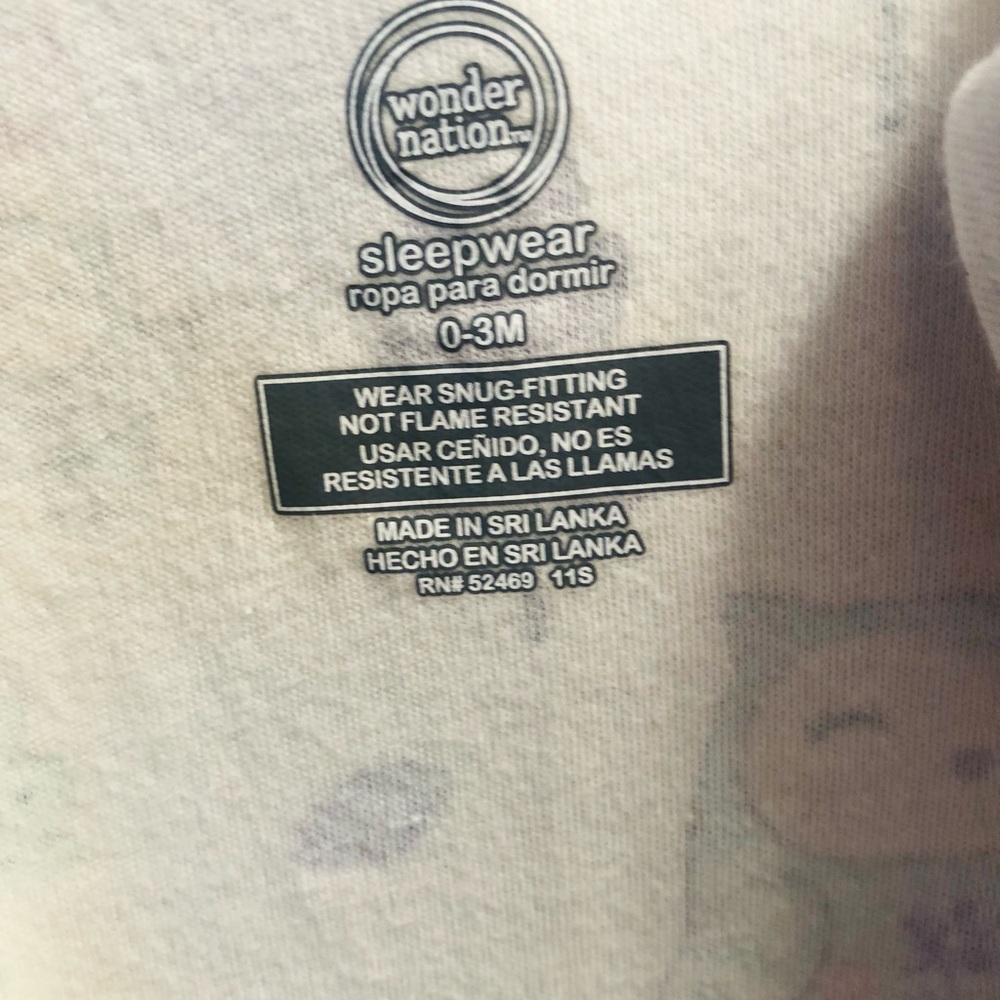 wonder
nation™
sleepwear
ropa para dormir
0-3M
WEAR SNUG-FITTING
NOT FLAME RESISTANT
USAR CEÑIDO, NO ES
RESISTENTE A LAS LLAMAS
MADE IN SRI LANKA
HECHO EN SRI LANKA
RN# 52469 11S